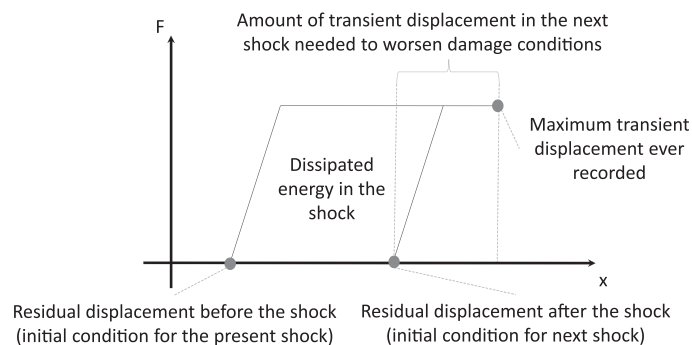 Amount of transient displacement in the next
shock needed to worsen damage conditions
F
Maximum transient
displacement ever
recorded
Dissipated
energy in the
shock
x
Residual displacement before the shock
(initial condition for the present shock)
Residual displacement after the shock
(initial condition for next shock)